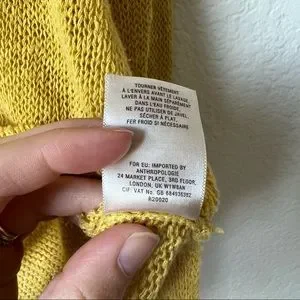 TOURNER VÊTEMENT
À L'ENVERS AVANT LE LAVAGE,
LAVER À LA MAIN SÉPARÉMENT
DANS L'EAU FROIDE.
NE PAS UTILISER DE JAVEL.
SÉCHER À PLAT.
FER FROID SI NÉCESSAIRE
FOR EU: IMPORTED BY
ANTHROPOLOGIE
24 MARKET PLACE, 3RD FLOOR,
LONDON, UK W1W8AN
CIF: VAT No. GB 684935392
R20020